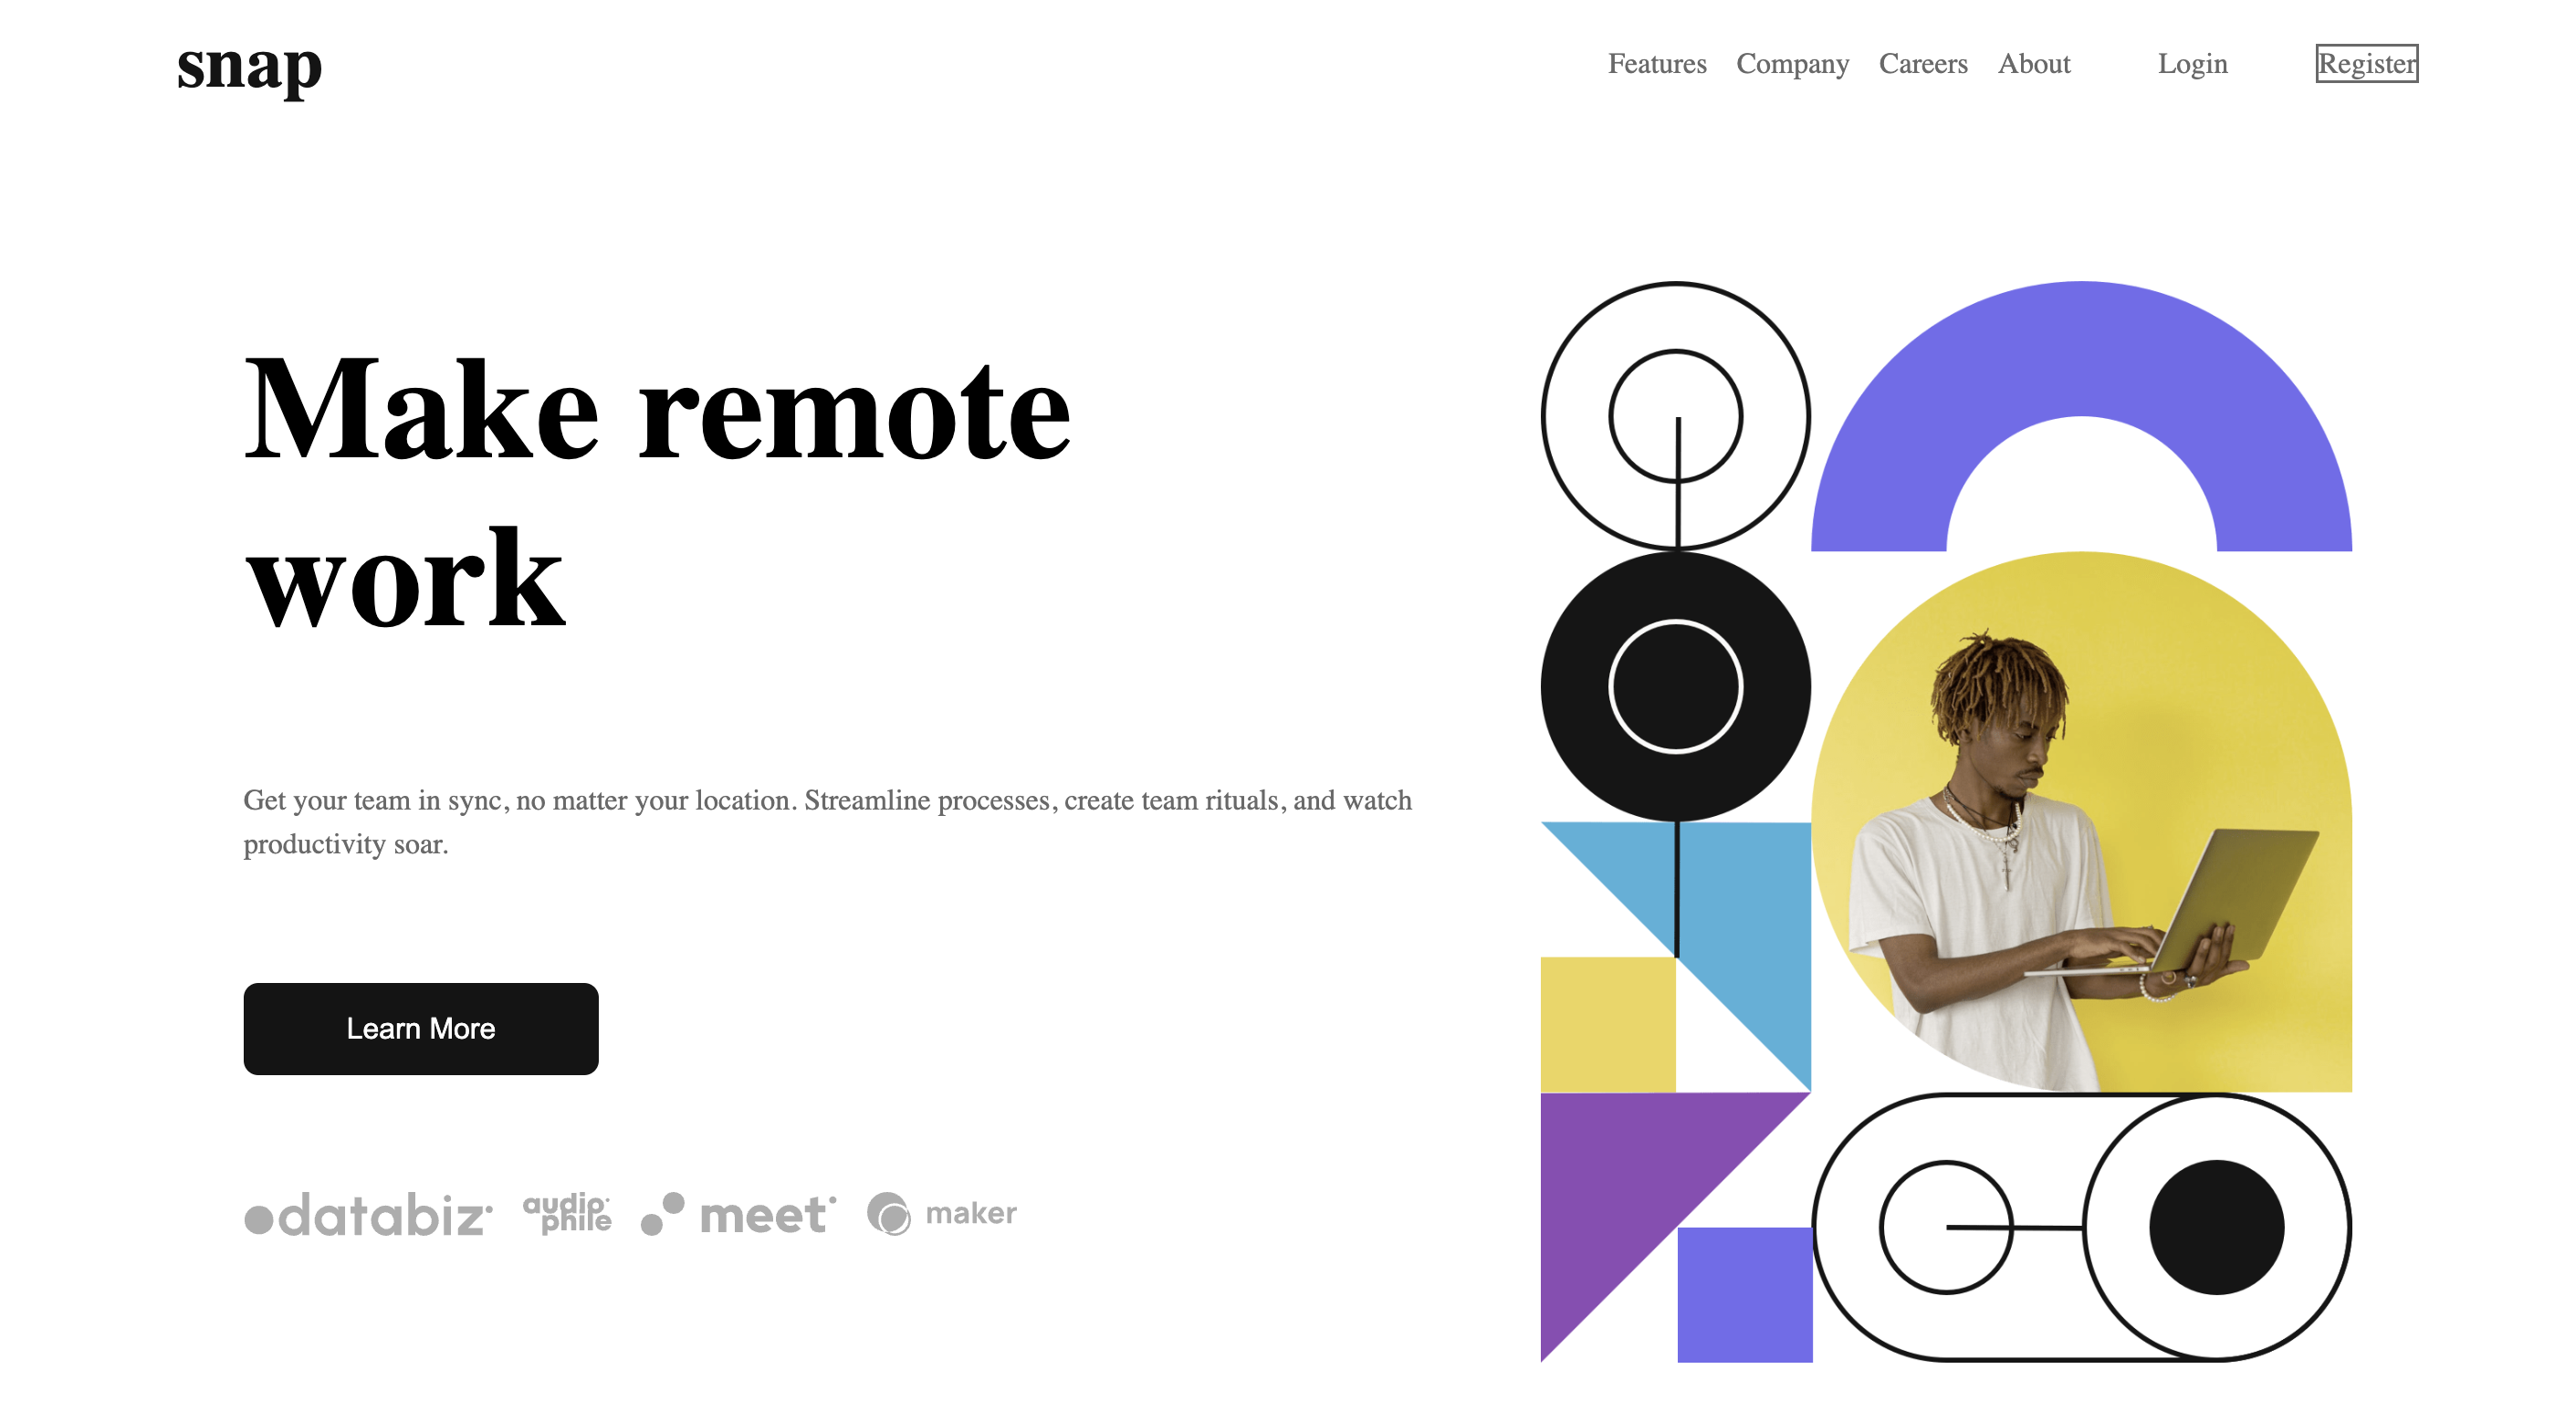 snap
Features Company Careers About Login Register
Make remote
work
Get your team in sync, no matter your location. Streamline processes, create team rituals, and watch
productivity soar.
Learn More
databiz audiophile meet maker